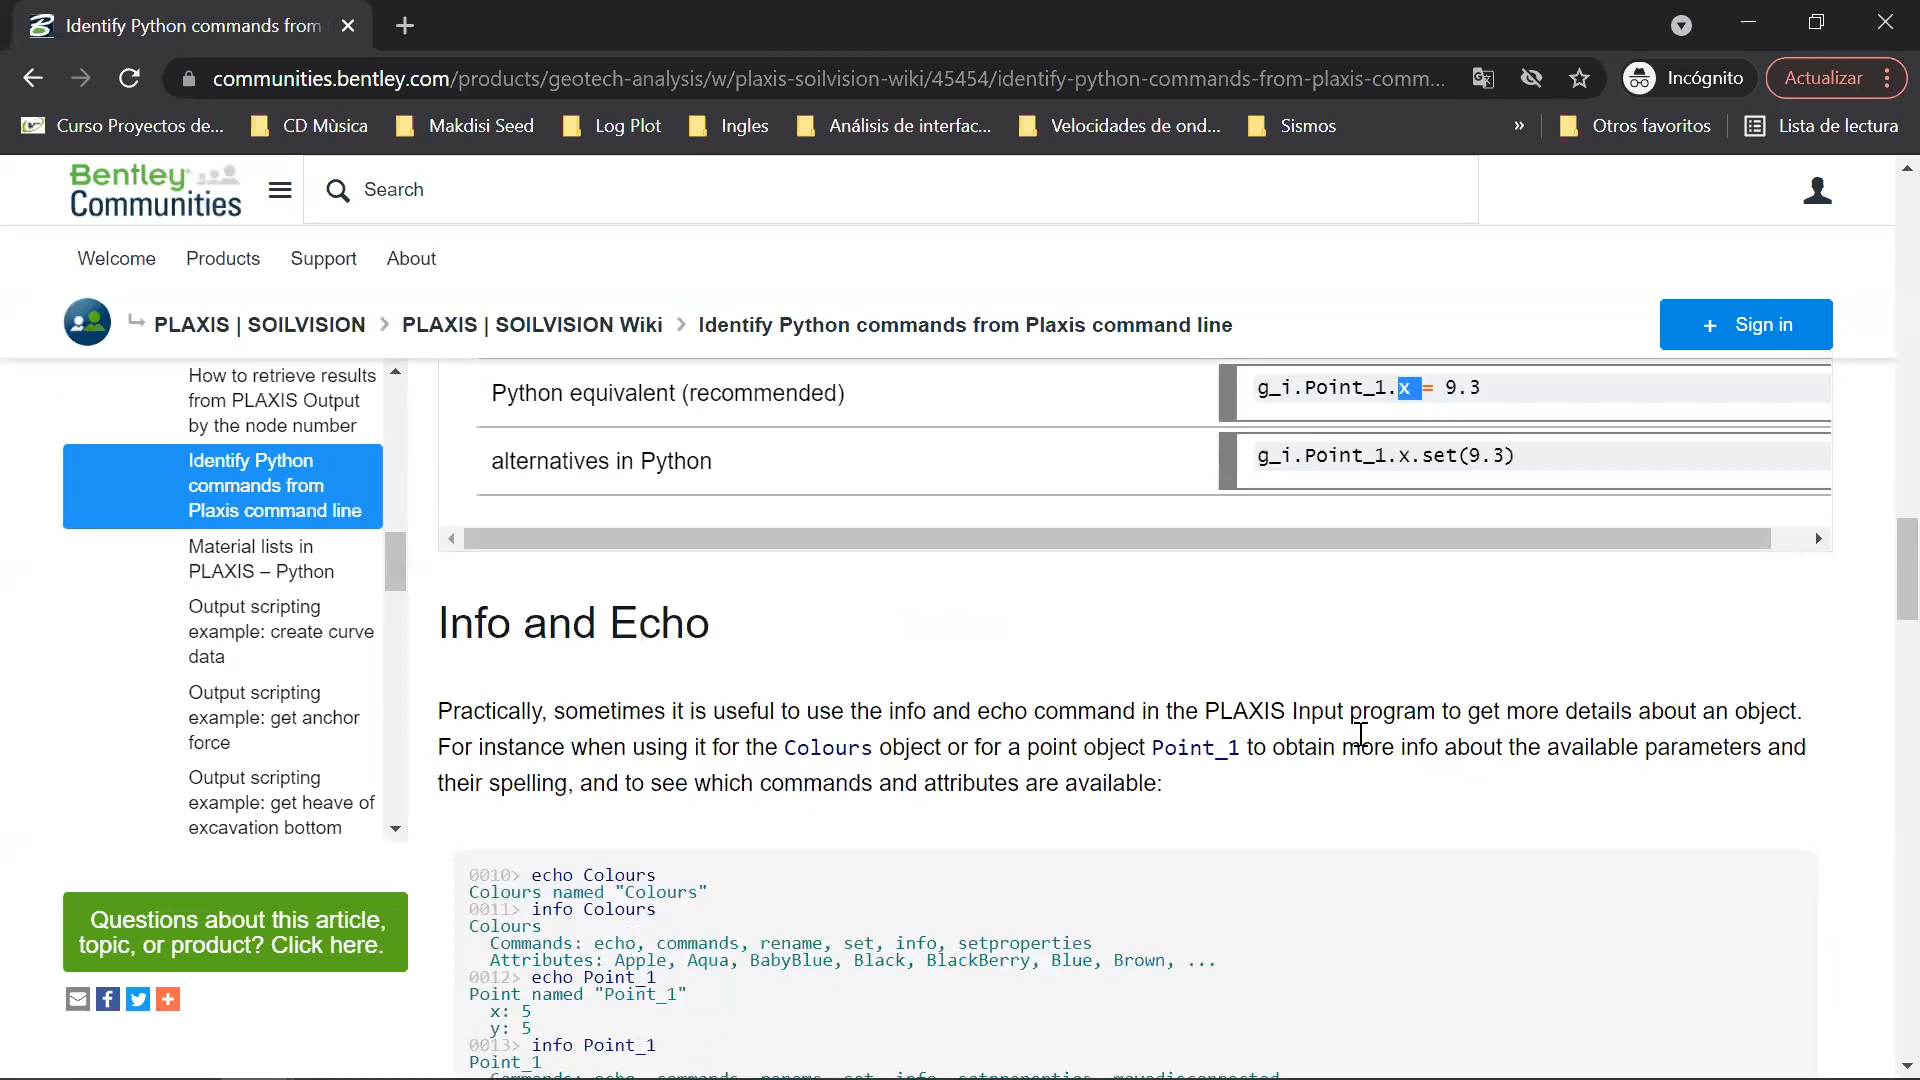 Identify Python commands from
communities.bentley.com/products/geotech-analysis/w/plaxis-soilvision-wiki/45454/identify-python-commands-from-plaxis-comm...
Incógnito
Actualizar
Curso Proyectos de...
CD Mùsica
Makdisi Seed
Log Plot
Ingles
Análisis de interfac...
Velocidades de ond...
Sismos
»
Otros favoritos
Lista de lectura
Bentley
Communities
Search
Welcome
Products
Support
About
PLAXIS | SOILVISION > PLAXIS | SOILVISION Wiki > Identify Python commands from Plaxis command line
+ Sign in
How to retrieve results
from PLAXIS Output
by the node number
Identify Python
commands from
Plaxis command line
Material lists in
PLAXIS – Python
Output scripting
example: create curve
data
Output scripting
example: get anchor
force
Output scripting
example: get heave of
excavation bottom
Questions about this article,
topic, or product? Click here.
Python equivalent (recommended)
g_i.Point_1.x = 9.3
alternatives in Python
g_i.Point_1.x.set(9.3)
Info and Echo
Practically, sometimes it is useful to use the info and echo command in the PLAXIS Input program to get more details about an object.
For instance when using it for the Colours object or for a point object Point_1 to obtain more info about the available parameters and
their spelling, and to see which commands and attributes are available:
0010> echo Colours
Colours named "Colours"
0011> info Colours
Colours
Commands: echo, commands, rename, set, info, setproperties
Attributes: Apple, Aqua, BabyBlue, Black, BlackBerry, Blue, Brown, ...
0012> echo Point_1
Point named "Point_1"
x: 5
y: 5
0013> info Point_1
Point_1
Commands: echo, commands, rename, set, info, setproperties, movedisconnected